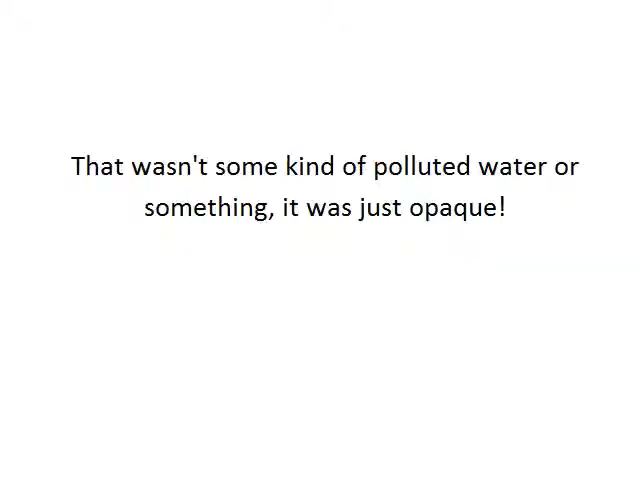 That wasn't some kind of polluted water or
something, it was just opaque!